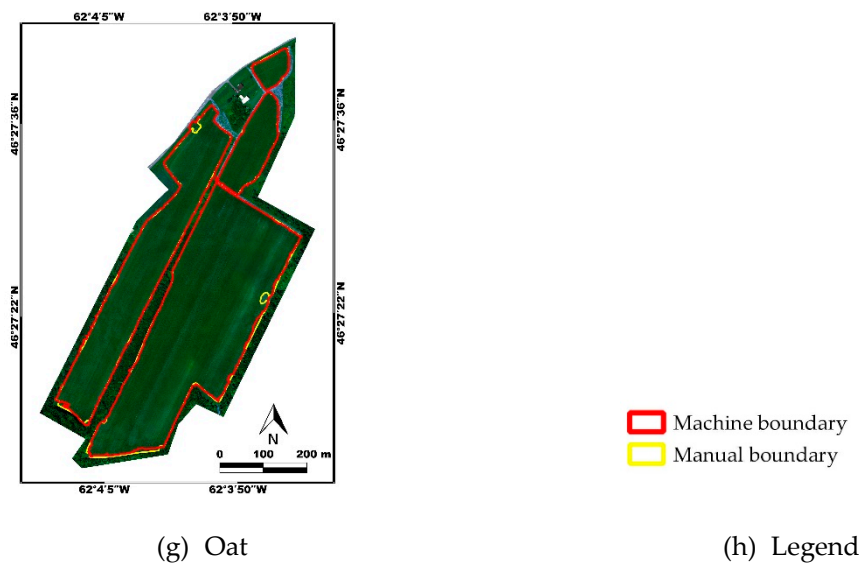 62°4'5"W 62°3'50"W
46°27'36"N 46°27'36"N
46°27'22"N 46°27'22"N
N
0 100 200 m
62°4'5"W 62°3'50"W
Machine boundary
Manual boundary
(g) Oat (h) Legend